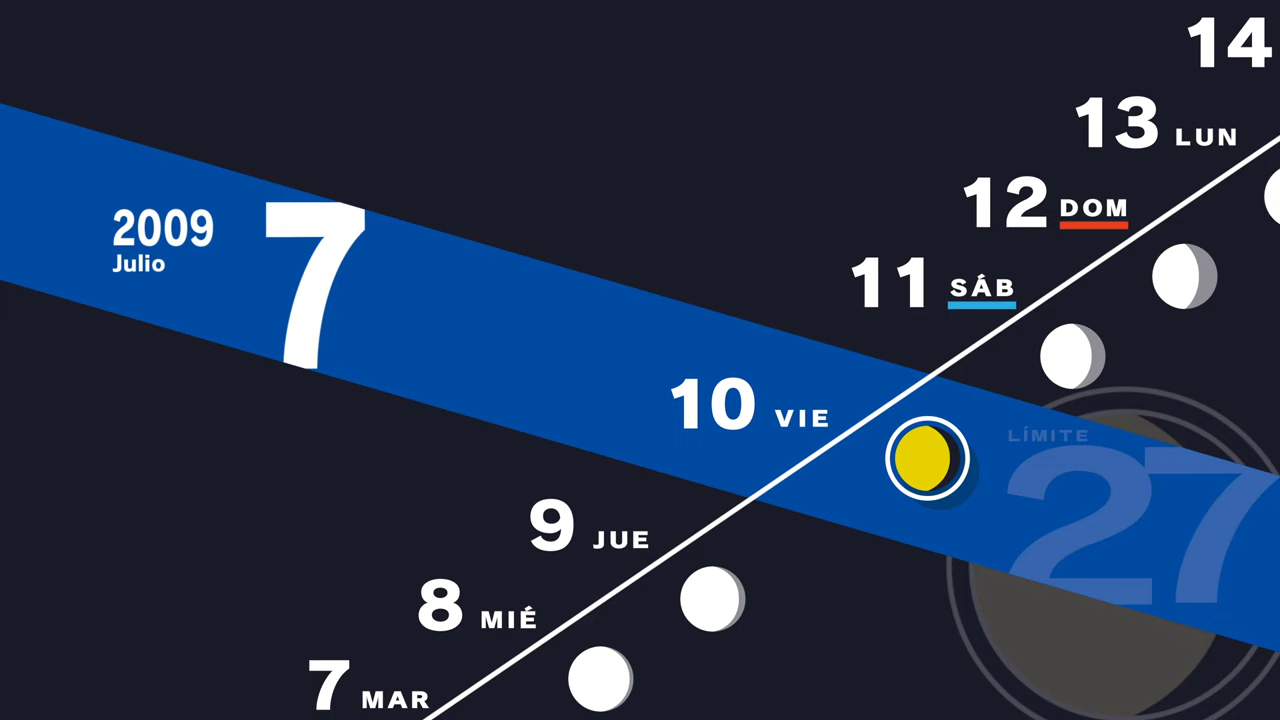 14
13 LUN
12 DOM
2009
Julio
7
11 SÁB
10 VIE
LÍMITE
27
9 JUE
8 MIÉ
7 MAR